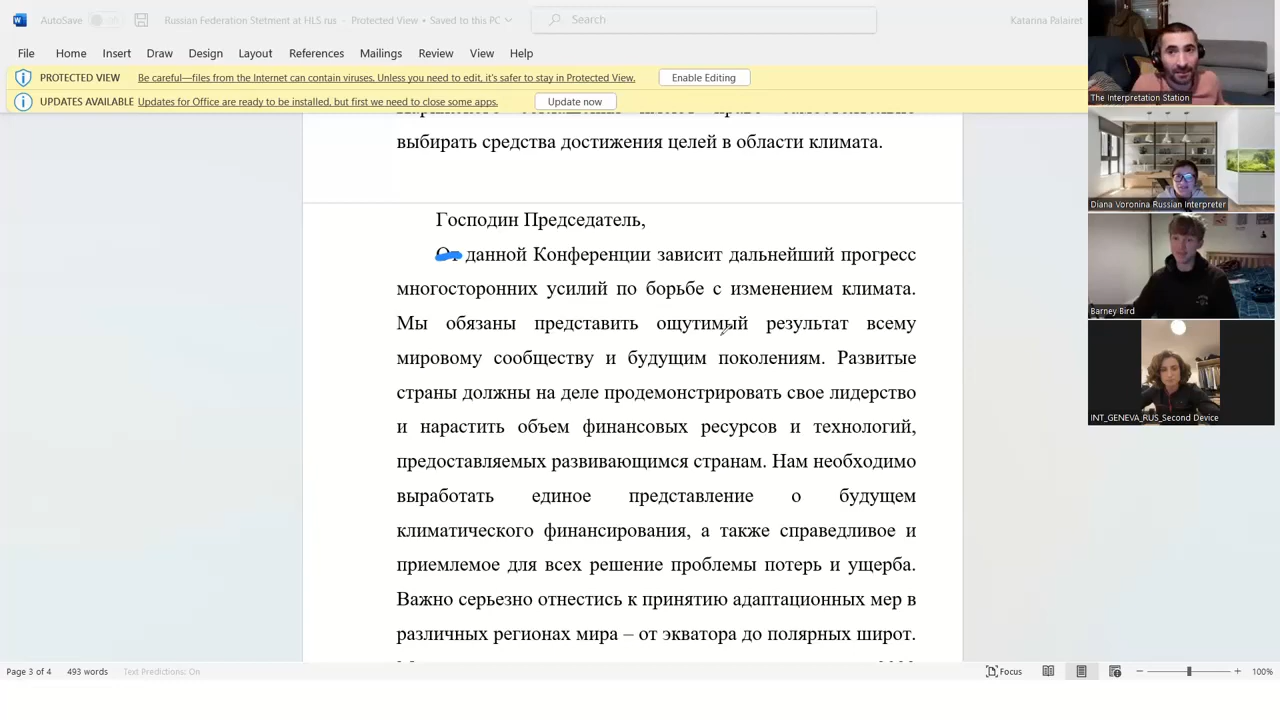 AutoSave
Russian Federation Stetment at HLS rus - Protected View • Saved to this PC
Search
Katanna Palairet
File Home Insert Draw Design Layout References Mailings Review View Help
PROTECTED VIEW Be careful—files from the Internet can contain viruses. Unless you need to edit, it's safer to stay in Protected View. Enable Editing
UPDATES AVAILABLE Updates for Office are ready to be installed, but first we need to close some apps. Update now
The Interpretation Station
выбирать средства достижения целей в области климата.
Diana Voronina Russian Interpreter
Господин Председатель,
От данной Конференции зависит дальнейший прогресс
многосторонних усилий по борьбе с изменением климата.
Barney Bird
Мы обязаны представить ощутимый результат всему
мировому сообществу и будущим поколениям. Развитые
страны должны на деле продемонстрировать свое лидерство
INT_GENEVA_RUS_Second Device
и нарастить объем финансовых ресурсов и технологий,
предоставляемых развивающимся странам. Нам необходимо
выработать единое представление о будущем
климатического финансирования, а также справедливое и
приемлемое для всех решение проблемы потерь и ущерба.
Важно серьезно отнестись к принятию адаптационных мер в
различных регионах мира – от экватора до полярных широт.
Page 3 of 4 493 words Text Predictions: On Focus 100%